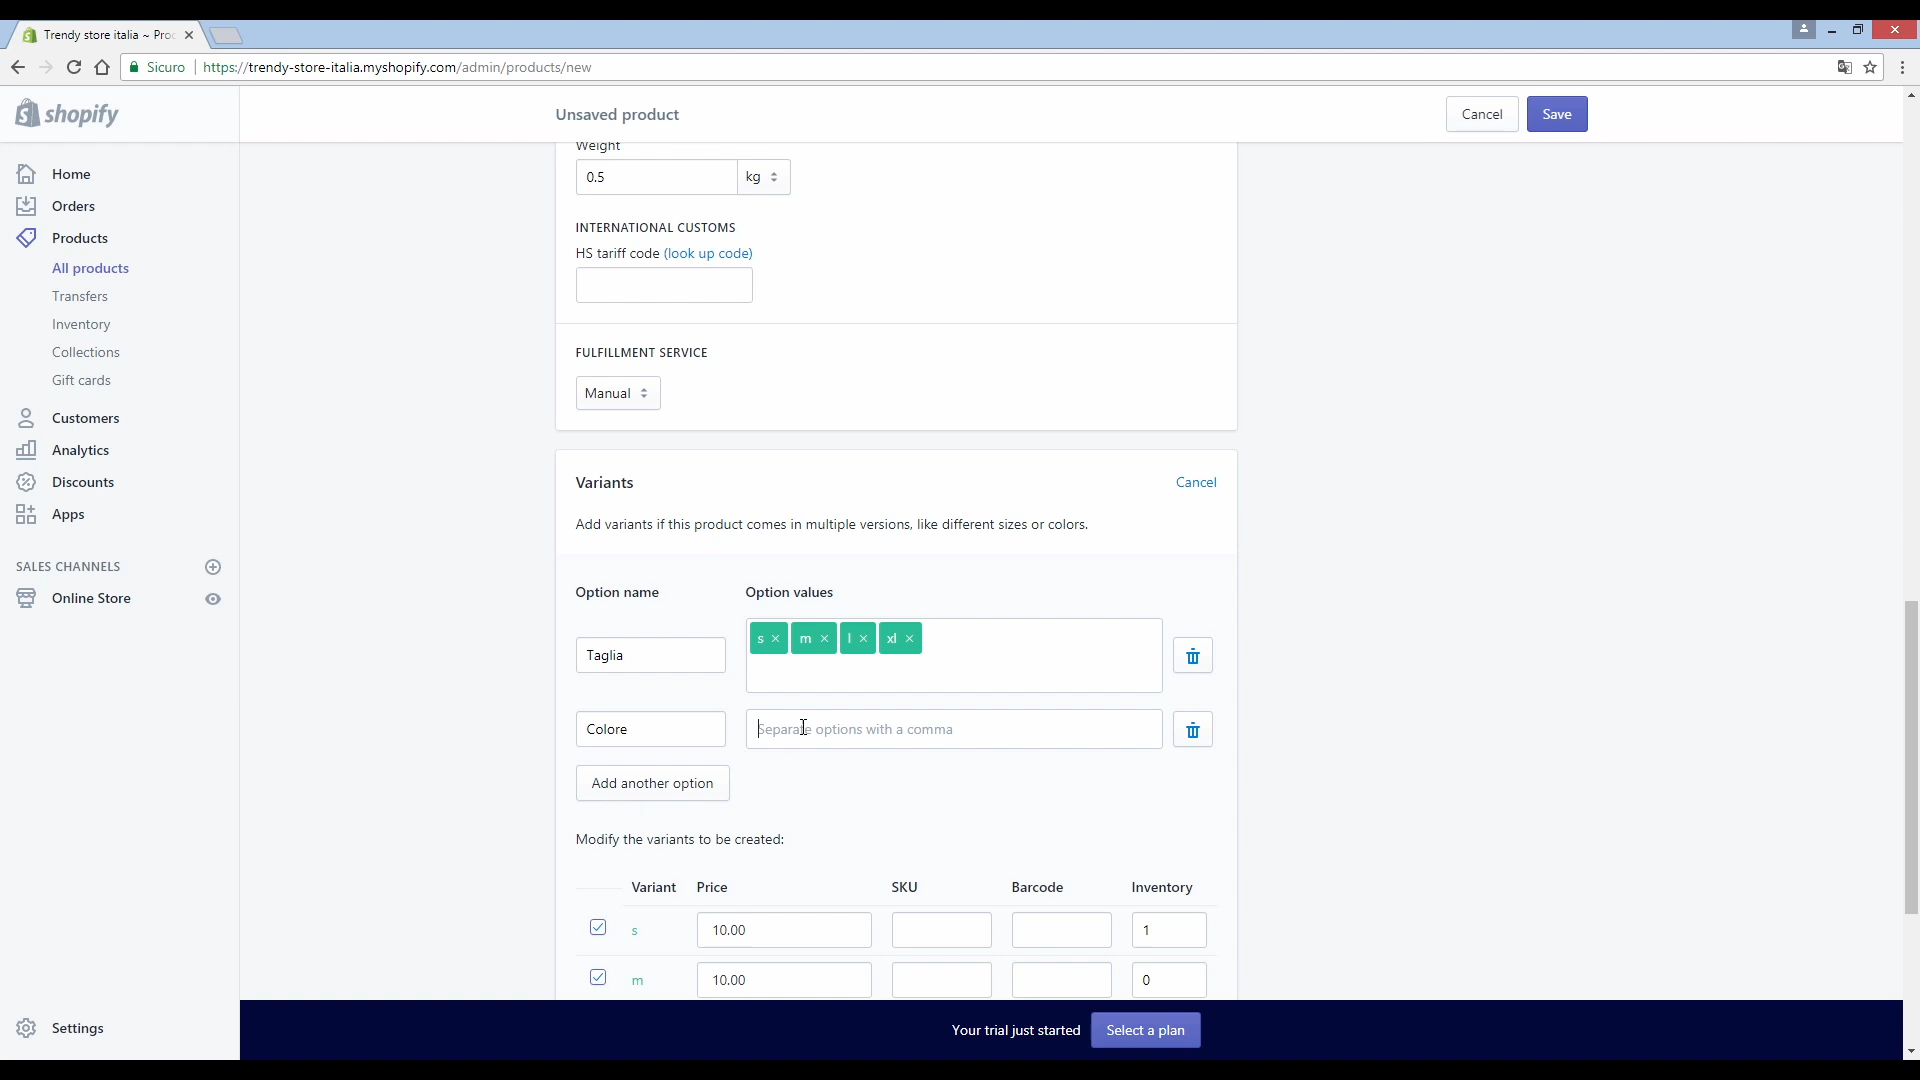 Trendy store italia ~ Proc
Sicuro https://trendy-store-italia.myshopify.com/admin/products/new
shopify
Unsaved product
Cancel
Save
Home
Orders
Products
All products
Transfers
Inventory
Collections
Gift cards
Customers
Analytics
Discounts
Apps
SALES CHANNELS
Online Store
Settings
Weight
0.5 kg
INTERNATIONAL CUSTOMS
HS tariff code (look up code)
FULFILLMENT SERVICE
Manual
Variants
Cancel
Add variants if this product comes in multiple versions, like different sizes or colors.
Option name Option values
Taglia s × m × l × xl ×
Colore Separate options with a comma
Add another option
Modify the variants to be created:
Variant Price SKU Barcode Inventory
s 10.00 1
m 10.00 0
Your trial just started Select a plan